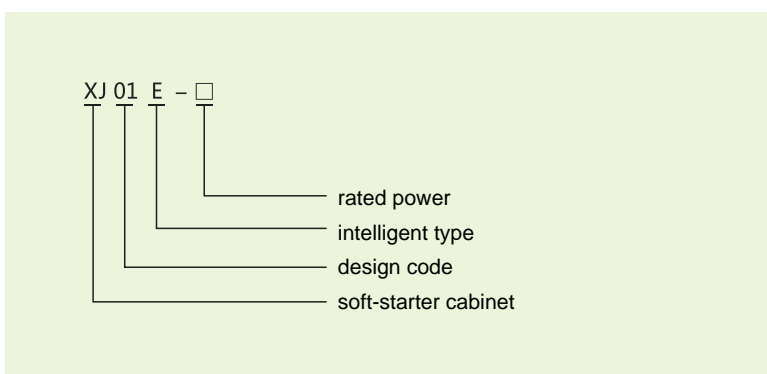 XJ 01 E - □
rated power
intelligent type
design code
soft-starter cabinet